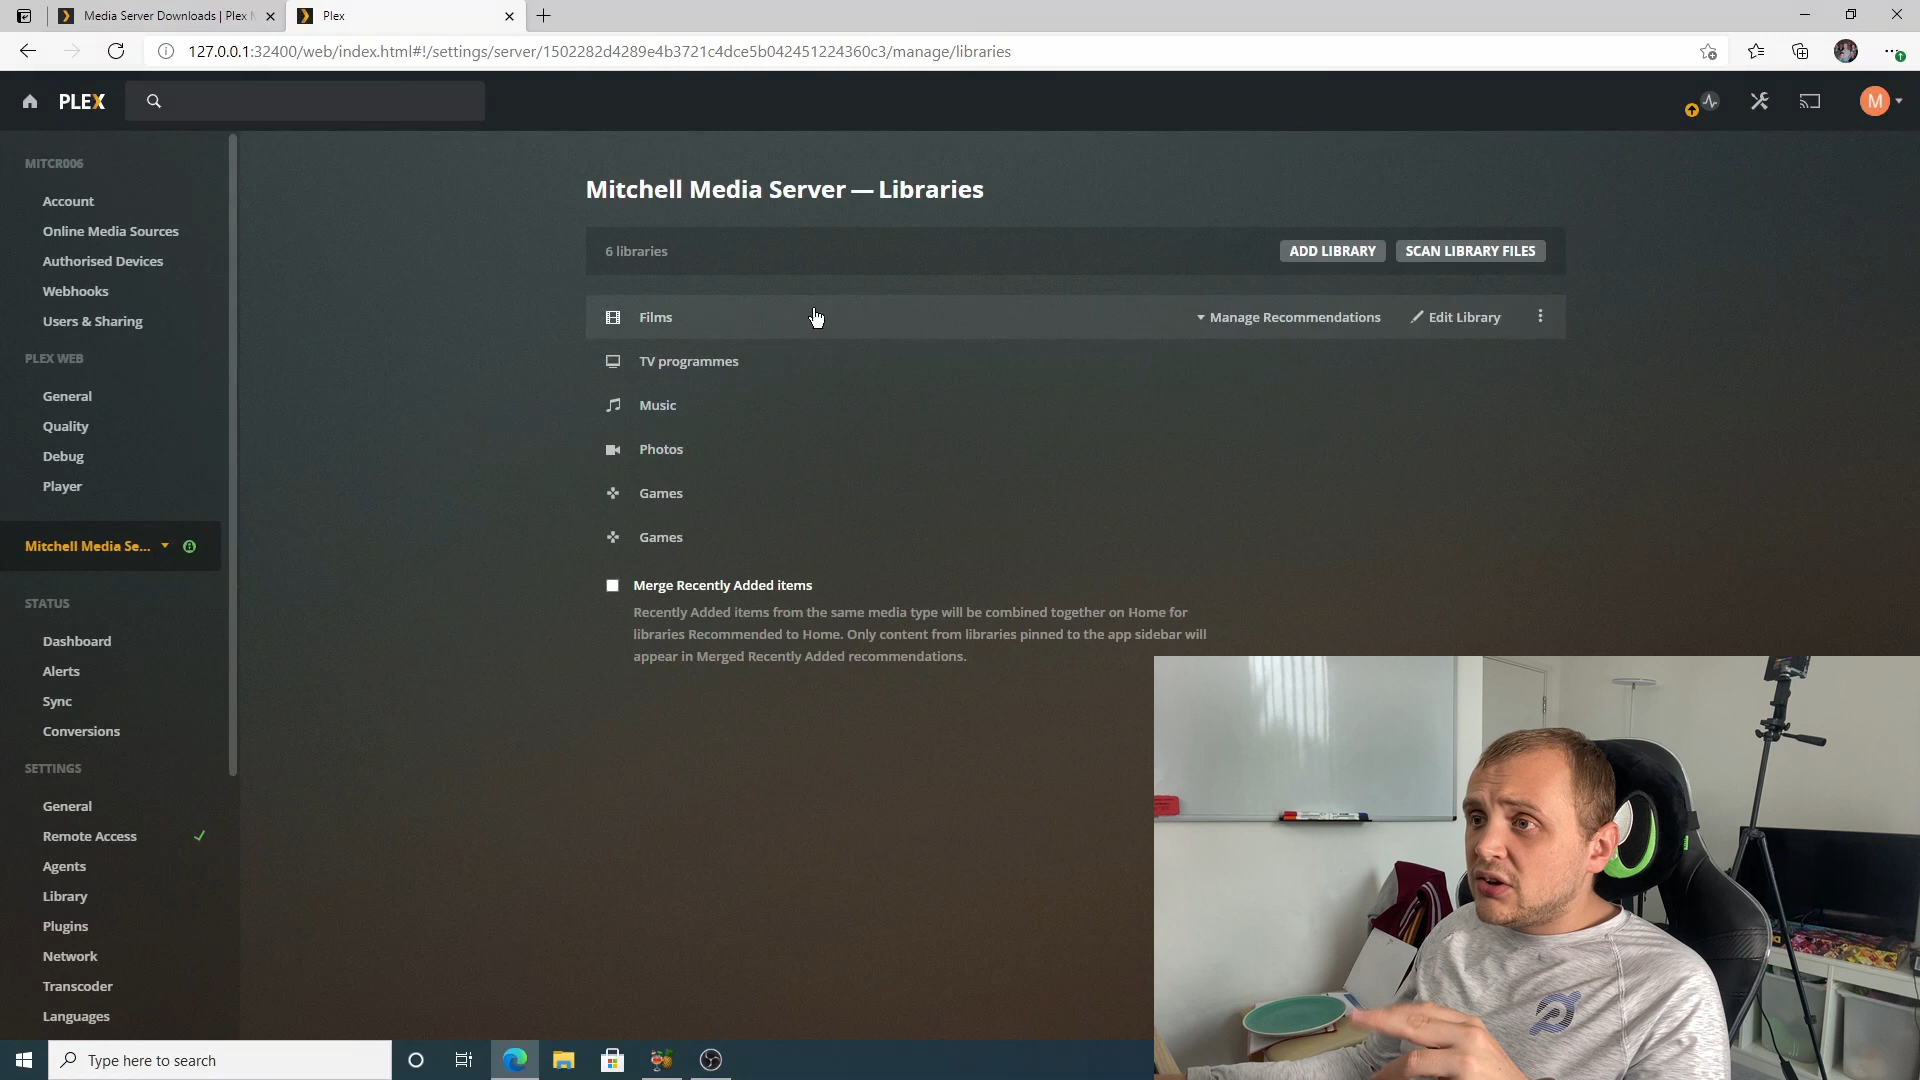 Media Server Downloads | Plex M
Plex
127.0.0.1:32400/web/index.html#!/settings/server/1502282d4289e4b3721c4dce5b042451224360c3/manage/libraries
PLEX
M
MITCR006
Account
Online Media Sources
Authorised Devices
Webhooks
Users & Sharing
PLEX WEB
General
Quality
Debug
Player
Mitchell Media Se...
STATUS
Dashboard
Alerts
Sync
Conversions
SETTINGS
General
Remote Access
Agents
Library
Plugins
Network
Transcoder
Languages
Mitchell Media Server — Libraries
6 libraries
ADD LIBRARY
SCAN LIBRARY FILES
Films
Manage Recommendations
Edit Library
TV programmes
Music
Photos
Games
Games
Merge Recently Added items
Recently Added items from the same media type will be combined together on Home for
libraries Recommended to Home. Only content from libraries pinned to the app sidebar will
appear in Merged Recently Added recommendations.
Type here to search